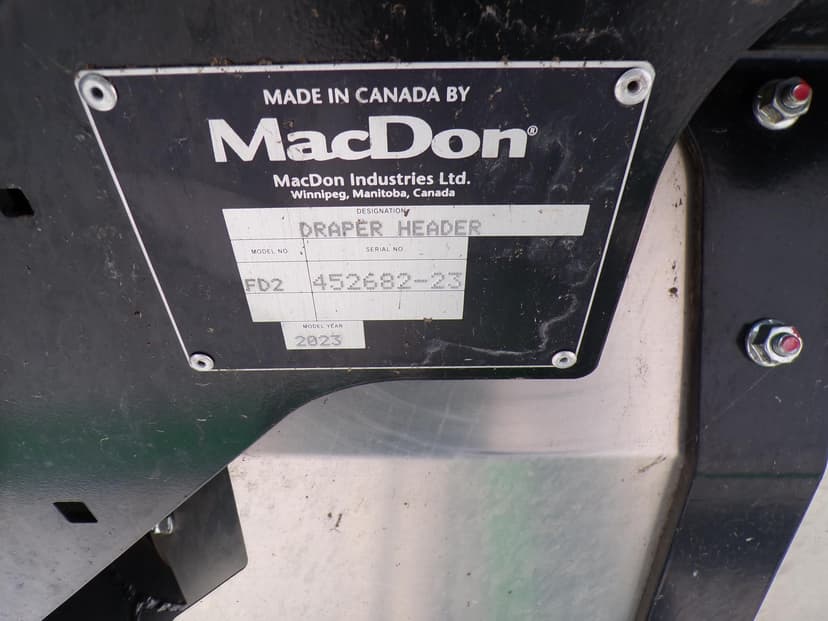 MADE IN CANADA BY
MacDon®
MacDon Industries Ltd.
Winnipeg, Manitoba, Canada
DESIGNATION
DRAPER HEADER
MODEL NO. SERIAL NO.
FD2 452682-23
MODEL YEAR
2023